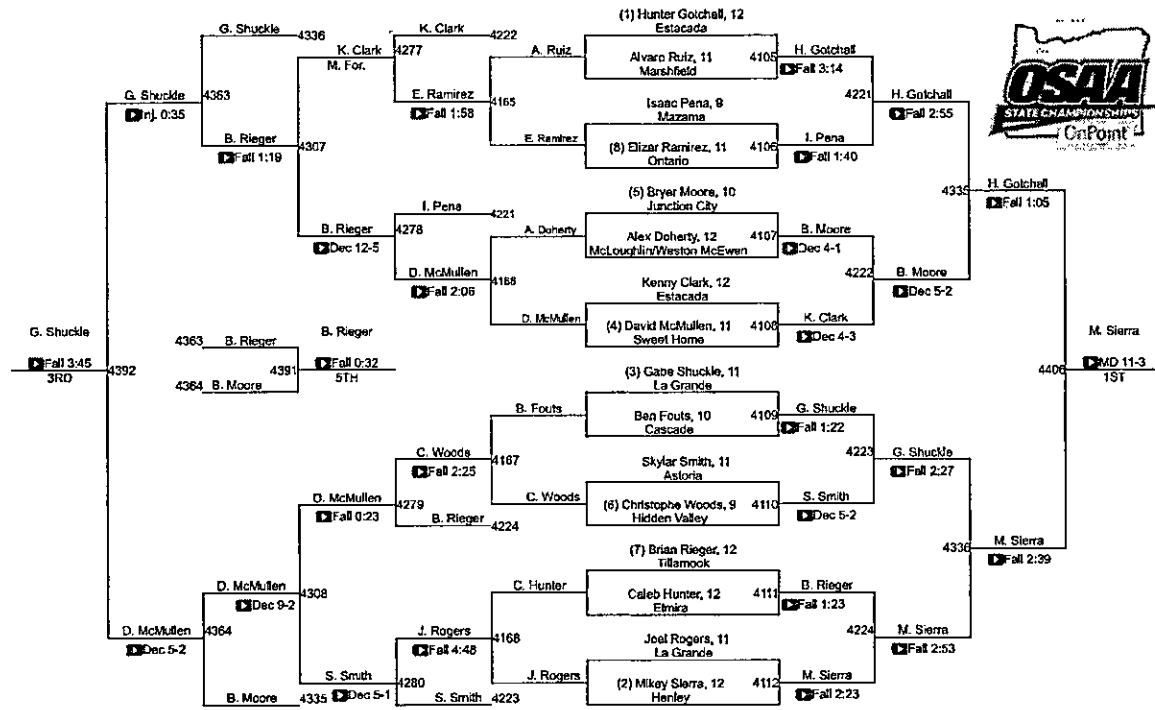 (1) Hunter Gotchall, 12
Estacada
Alvaro Ruiz, 11
Marshfield
4105
Isaac Pena, 9
Mazama
(8) Elizar Ramirez, 11
Ontario
4106
(5) Bryer Moore, 10
Junction City
Alex Doherty, 12
McLoughlin/Weston McEwen
4107
Kenny Clark, 12
Estacada
(4) David McMullen, 11
Sweet Home
4108
(3) Gabe Shuckle, 11
La Grande
Ben Fouts, 10
Cascade
4109
Skylar Smith, 11
Astoria
(6) Christophe Woods, 9
Hidden Valley
4110
(7) Brian Rieger, 12
Tillamook
Caleb Hunter, 12
Elmira
4111
Joel Rogers, 11
La Grande
(2) Mikey Sierra, 12
Henley
4112
H. Gotchall
Fall 3:14
4221
I. Pena
Fall 1:40
B. Moore
Dec 4-1
4222
K. Clark
Dec 4-3
G. Shuckle
Fall 1:22
4223
S. Smith
Dec 5-2
B. Rieger
Fall 1:23
4224
M. Sierra
Fall 2:23
H. Gotchall
Fall 2:55
4335
B. Moore
Dec 5-2
G. Shuckle
Fall 2:27
4336
M. Sierra
Fall 2:53
H. Gotchall
Fall 1:05
4406
M. Sierra
Fall 2:39
M. Sierra
MD 11-3
1ST
OSAA
STATE CHAMPIONSHIPS
OnPoint
A. Ruiz
4165
E. Ramirez
A. Doherty
4166
D. McMullen
B. Fouts
4167
C. Woods
C. Hunter
4168
J. Rogers
K. Clark
4222
4277
E. Ramirez
Fall 1:58
I. Pena
4221
4278
D. McMullen
Fall 2:06
C. Woods
Fall 2:25
4279
B. Rieger
4224
J. Rogers
Fall 4:48
4280
S. Smith
4223
K. Clark
M. For.
4307
B. Rieger
Dec 12-5
D. McMullen
Fall 0:23
4308
S. Smith
Dec 5-1
G. Shuckle
4336
4363
B. Rieger
Fall 1:19
D. McMullen
Dec 9-2
4364
B. Moore
4335
G. Shuckle
Inj. 0:35
4392
D. McMullen
Dec 5-2
G. Shuckle
Fall 3:45
3RD
4363
B. Rieger
4391
4364
B. Moore
B. Rieger
Fall 0:32
5TH